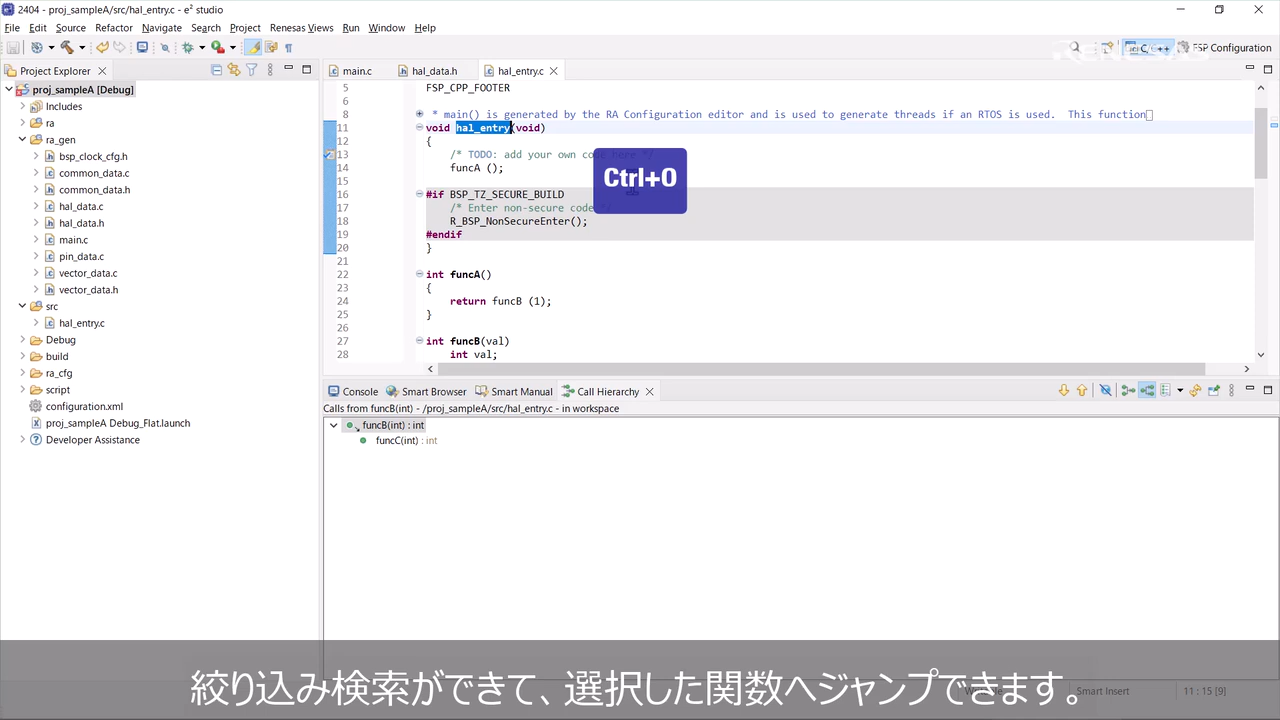 2404 - proj_sampleA/src/hal_entry.c - e² studio
File Edit Source Refactor Navigate Search Project Renesas Views Run Window Help
C/C++ FSP Configuration
RENESAS
Project Explorer
proj_sampleA [Debug]
Includes
ra
ra_gen
bsp_clock_cfg.h
common_data.c
common_data.h
hal_data.c
hal_data.h
main.c
pin_data.c
vector_data.c
vector_data.h
src
hal_entry.c
Debug
build
ra_cfg
script
configuration.xml
proj_sampleA Debug_Flat.launch
Developer Assistance
main.c hal_data.h hal_entry.c
5 FSP_CPP_FOOTER
6
8 * main() is generated by the RA Configuration editor and is used to generate threads if an RTOS is used. This function
11 void hal_entry(void)
12 {
13 /* TODO: add your own code here */
14 funcA ();
15
16 #if BSP_TZ_SECURE_BUILD
17 /* Enter non-secure code */
18 R_BSP_NonSecureEnter();
19 #endif
20 }
21
22 int funcA()
23 {
24 return funcB (1);
25 }
26
27 int funcB(val)
28 int val;
Ctrl+O
Console Smart Browser Smart Manual Call Hierarchy
Calls from funcB(int) - /proj_sampleA/src/hal_entry.c - in workspace
funcB(int) : int
funcC(int) : int
絞り込み検索ができて、選択した関数へジャンプできます。
Smart Insert 11 : 15 [9]